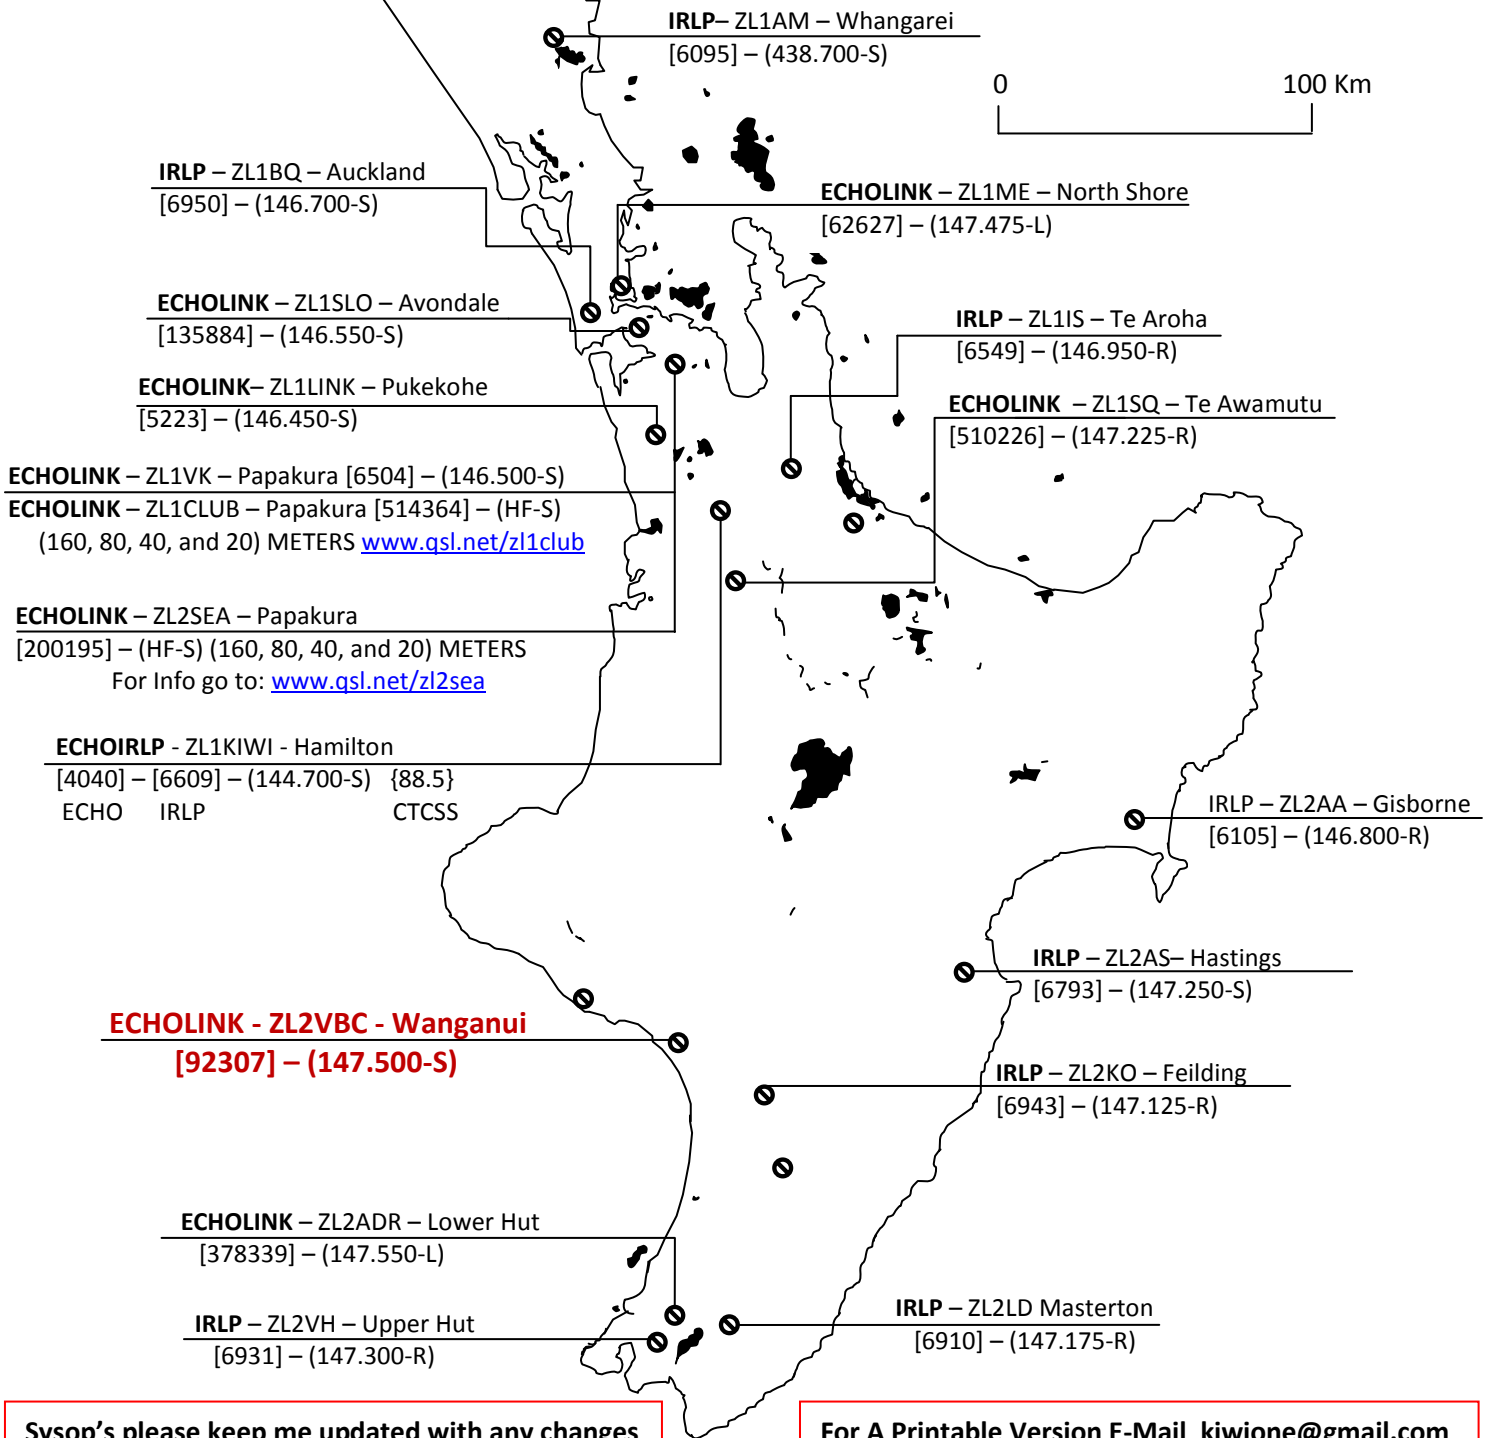 IRLP– ZL1AM – Whangarei
[6095] – (438.700-S)
0 100 Km
IRLP – ZL1BQ – Auckland
[6950] – (146.700-S)
ECHOLINK – ZL1ME – North Shore
[62627] – (147.475-L)
ECHOLINK – ZL1SLO – Avondale
[135884] – (146.550-S)
IRLP – ZL1IS – Te Aroha
[6549] – (146.950-R)
ECHOLINK– ZL1LINK – Pukekohe
[5223] – (146.450-S)
ECHOLINK – ZL1SQ – Te Awamutu
[510226] – (147.225-R)
ECHOLINK – ZL1VK – Papakura [6504] – (146.500-S)
ECHOLINK – ZL1CLUB – Papakura [514364] – (HF-S)
(160, 80, 40, and 20) METERS www.qsl.net/zl1club
ECHOLINK – ZL2SEA – Papakura
[200195] – (HF-S) (160, 80, 40, and 20) METERS
For Info go to: www.qsl.net/zl2sea
ECHOIRLP - ZL1KIWI - Hamilton
[4040] – [6609] – (144.700-S) {88.5}
ECHO IRLP CTCSS
IRLP – ZL2AA – Gisborne
[6105] – (146.800-R)
IRLP – ZL2AS– Hastings
[6793] – (147.250-S)
ECHOLINK - ZL2VBC - Wanganui
[92307] – (147.500-S)
IRLP – ZL2KO – Feilding
[6943] – (147.125-R)
ECHOLINK – ZL2ADR – Lower Hut
[378339] – (147.550-L)
IRLP – ZL2VH – Upper Hut
[6931] – (147.300-R)
IRLP – ZL2LD Masterton
[6910] – (147.175-R)
Sysop's please keep me updated with any changes
For A Printable Version E-Mail kiwione@gmail.com